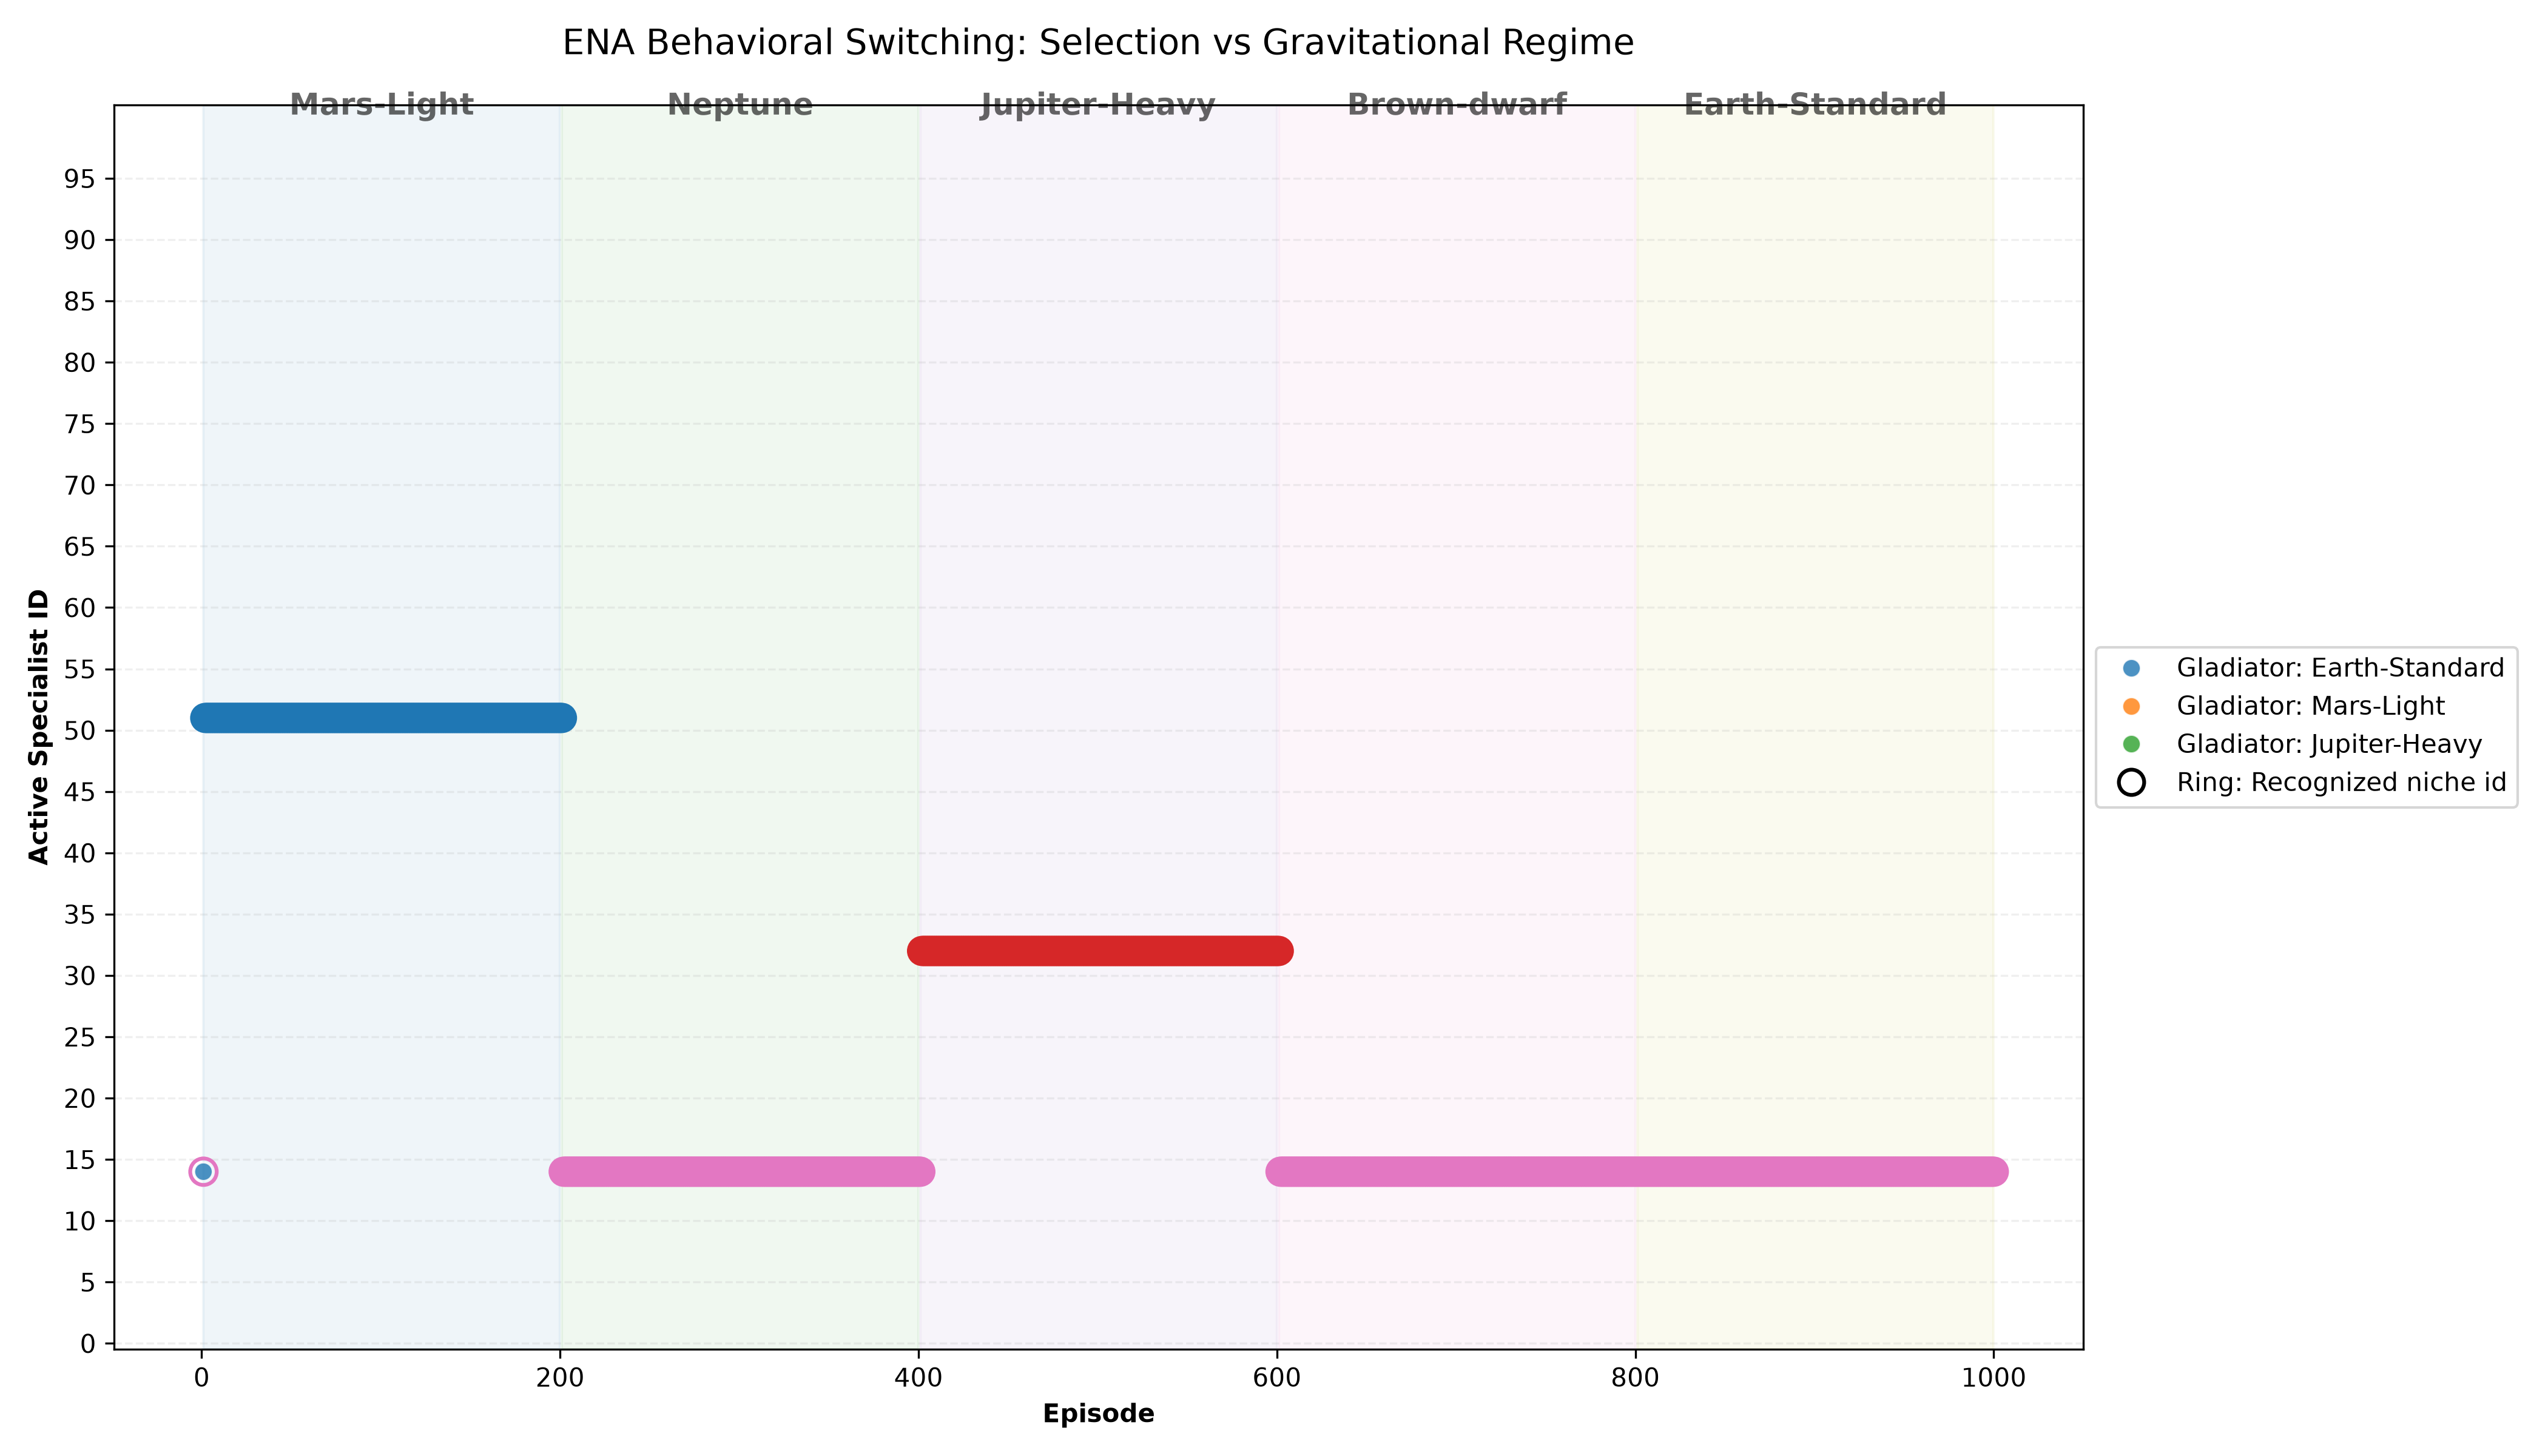 ENA Behavioral Switching: Selection vs Gravitational Regime
Mars-Light Neptune Jupiter-Heavy Brown-dwarf Earth-Standard
95
90
85
80
75
70
65
60
55
50
45
40
35
30
25
20
15
10
5
0
Active Specialist ID
0 200 400 600 800 1000
Episode
Gladiator: Earth-Standard
Gladiator: Mars-Light
Gladiator: Jupiter-Heavy
Ring: Recognized niche id